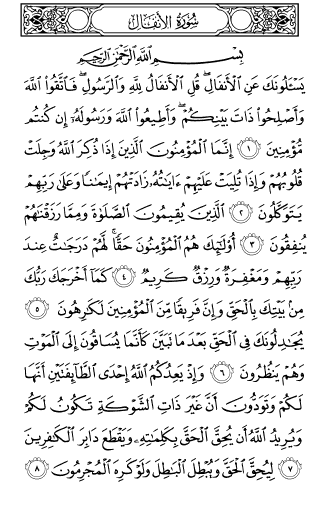 سُورَةُ الأَنفَالِ
بِسْمِ اللَّهِ الرَّحْمَٰنِ الرَّحِيمِ
يَسْـَٔلُونَكَ عَنِ ٱلْأَنفَالِ ۖ قُلِ ٱلْأَنفَالُ لِلَّهِ وَٱلرَّسُولِ ۖ فَٱتَّقُوا۟ ٱللَّهَ
وَأَصْلِحُوا۟ ذَاتَ بَيْنِكُمْ ۖ وَأَطِيعُوا۟ ٱللَّهَ وَرَسُولَهُۥٓ إِن كُنتُم
مُّؤْمِنِينَ ١ إِنَّمَا ٱلْمُؤْمِنُونَ ٱلَّذِينَ إِذَا ذُكِرَ ٱللَّهُ وَجِلَتْ
قُلُوبُهُمْ وَإِذَا تُلِيَتْ عَلَيْهِمْ ءَايَٰتُهُۥ زَادَتْهُمْ إِيمَٰنًا وَعَلَىٰ رَبِّهِمْ
يَتَوَكَّلُونَ ٢ ٱلَّذِينَ يُقِيمُونَ ٱلصَّلَوٰةَ وَمِمَّا رَزَقْنَٰهُمْ
يُنفِقُونَ ٣ أُو۟لَٰٓئِكَ هُمُ ٱلْمُؤْمِنُونَ حَقًّا ۚ لَّهُمْ دَرَجَٰتٌ عِندَ
رَبِّهِمْ وَمَغْفِرَةٌ وَرِزْقٌ كَرِيمٌ ٤ كَمَآ أَخْرَجَكَ رَبُّكَ
مِنۢ بَيْتِكَ بِٱلْحَقِّ وَإِنَّ فَرِيقًا مِّنَ ٱلْمُؤْمِنِينَ لَكَٰرِهُونَ ٥
يُجَٰدِلُونَكَ فِى ٱلْحَقِّ بَعْدَ مَا تَبَيَّنَ كَأَنَّمَا يُسَاقُونَ إِلَى ٱلْمَوْتِ
وَهُمْ يَنظُرُونَ ٦ وَإِذْ يَعِدُكُمُ ٱللَّهُ إِحْدَى ٱلطَّآئِفَتَيْنِ أَنَّهَا
لَكُمْ وَتَوَدُّونَ أَنَّ غَيْرَ ذَاتِ ٱلشَّوْكَةِ تَكُونُ لَكُمْ
وَيُرِيدُ ٱللَّهُ أَن يُحِقَّ ٱلْحَقَّ بِكَلِمَٰتِهِۦ وَيَقْطَعَ دَابِرَ ٱلْكَٰفِرِينَ
٧ لِيُحِقَّ ٱلْحَقَّ وَيُبْطِلَ ٱلْبَٰطِلَ وَلَوْ كَرِهَ ٱلْمُجْرِمُونَ ٨